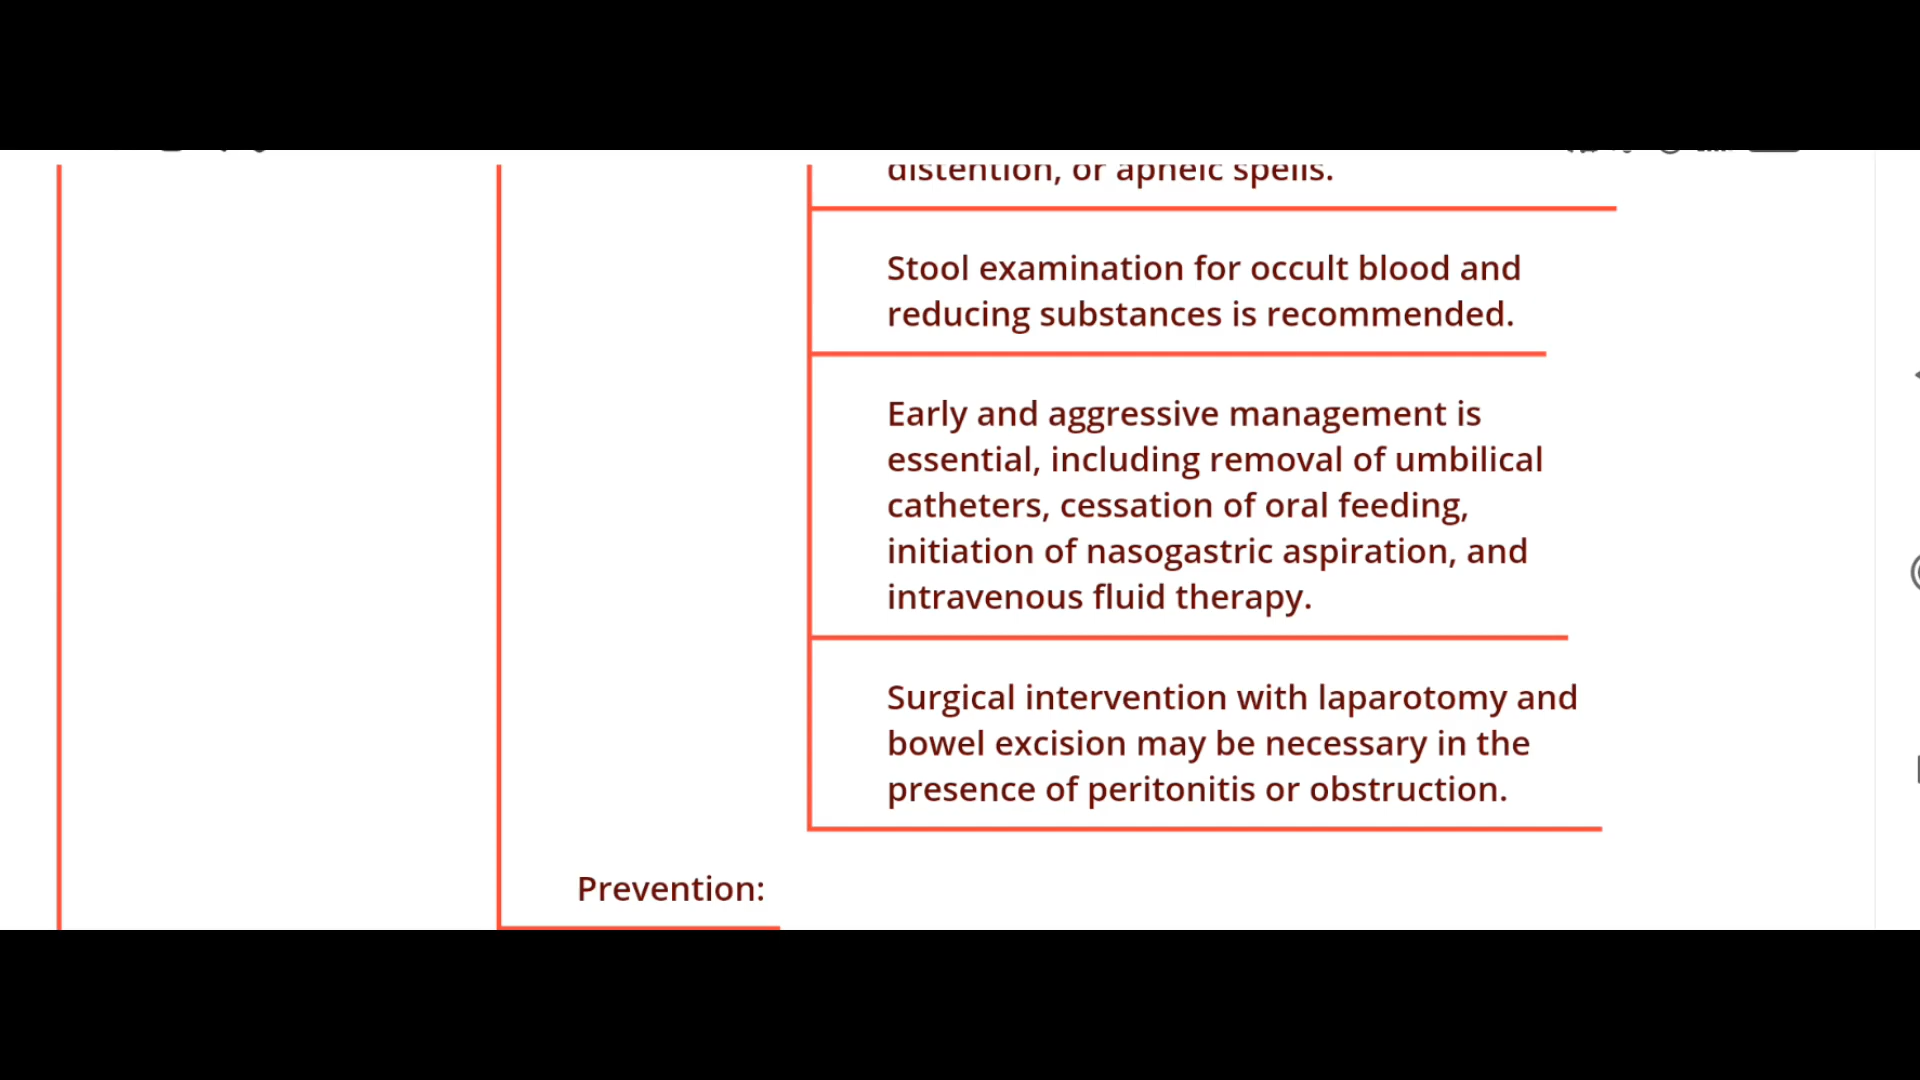 distention, or apneic spells.
Stool examination for occult blood and
reducing substances is recommended.
Early and aggressive management is
essential, including removal of umbilical
catheters, cessation of oral feeding,
initiation of nasogastric aspiration, and
intravenous fluid therapy.
Surgical intervention with laparotomy and
bowel excision may be necessary in the
presence of peritonitis or obstruction.
Prevention: